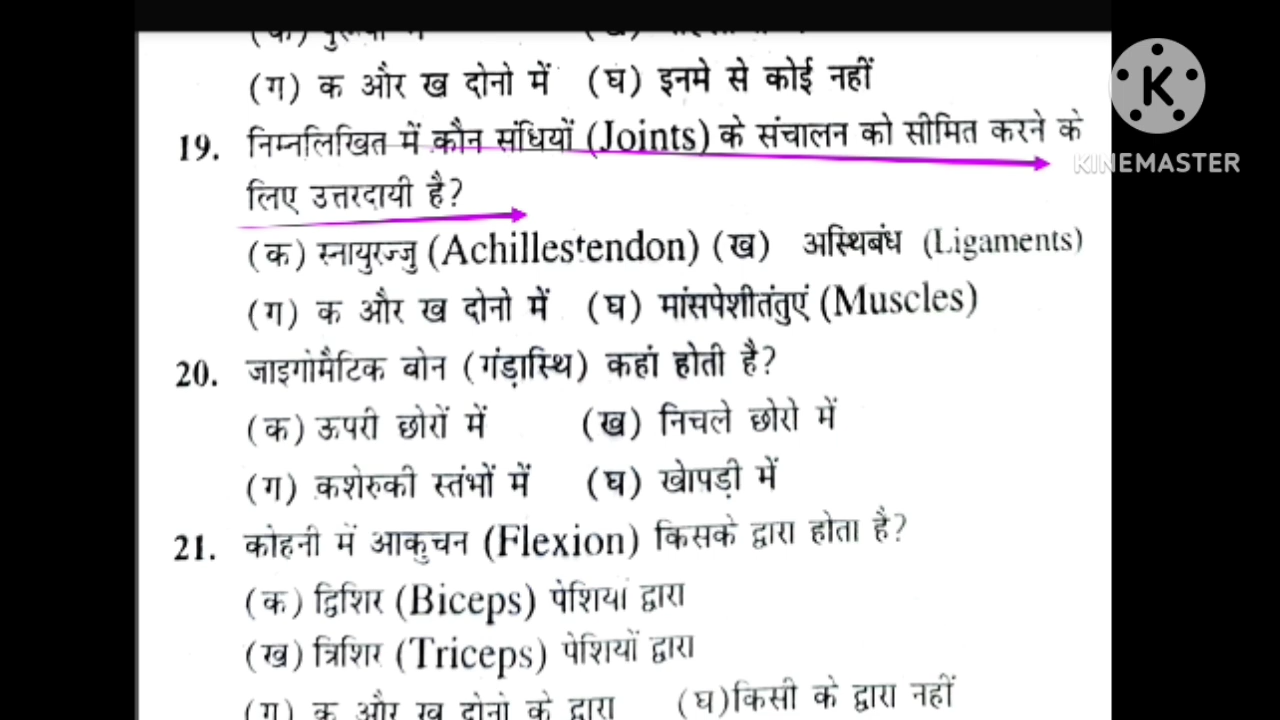 (ग) क और ख दोनो में (घ) इनमे से कोई नहीं
19. निम्नलिखित में कौन संधियों (Joints) के संचालन को सीमित करने के
KINEMASTER
लिए उत्तरदायी है?
(क) स्नायुरज्जु (Achillestendon) (ख) अस्थिबंध (Ligaments)
(ग) क और ख दोनो में (घ) मांसपेशीतंतुएं (Muscles)
20. जाइगोमैटिक बोन (गंड़ास्थि) कहां होती है?
(क) ऊपरी छोरों में (ख) निचले छोरो में
(ग) कशेरुकी स्तंभों में (घ) खोपड़ी में
21. कोहनी में आकुचन (Flexion) किसके द्वारा होता है?
(क) द्विशिर (Biceps) पेशियां द्वारा
(ख) त्रिशिर (Triceps) पेशियों द्वारा
(ग) क और ख दोनो के द्वारा (घ)किसी के द्वारा नहीं